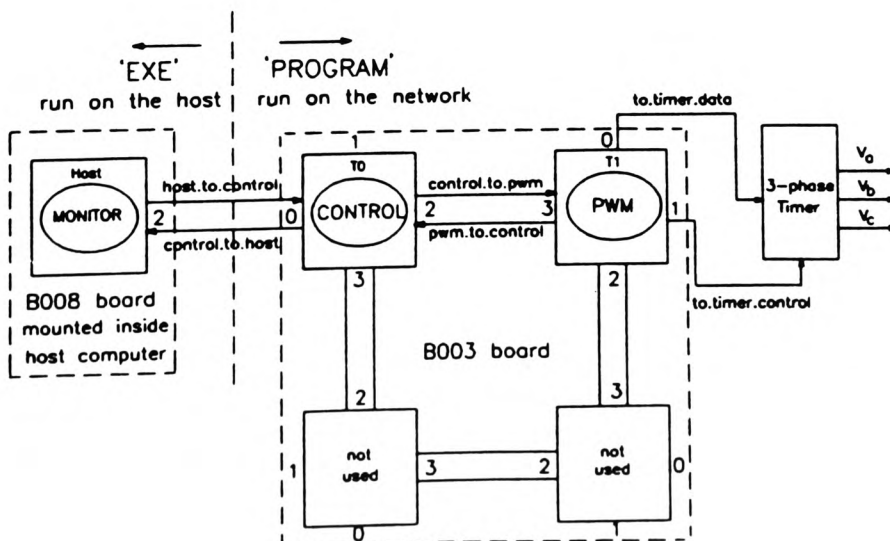 'EXE'
run on the host
'PROGRAM'
run on the network
Host
MONITOR
2
host.to.control
control.to.host
B008 board
mounted inside
host computer
1
T0
CONTROL
0
2
3
control.to.pwm
pwm.to.control
0
T1
PWM
3
1
2
to.timer.data
to.timer.control
3-phase
Timer
Va
Vb
Vc
B003 board
2
not
used
1
3
0
3
not
used
2
0
1